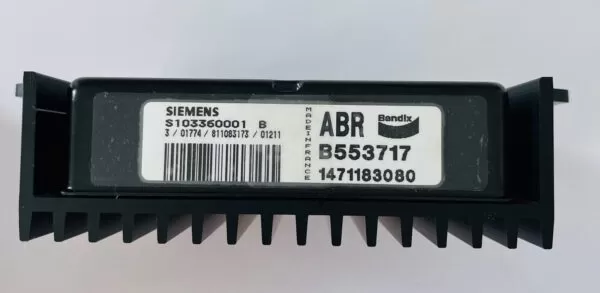 SIEMENS
S103360001 B
3 / 01774 / 811083173 / 01211
MADE IN FRANCE
ABR Bendix
B553717
1471183080